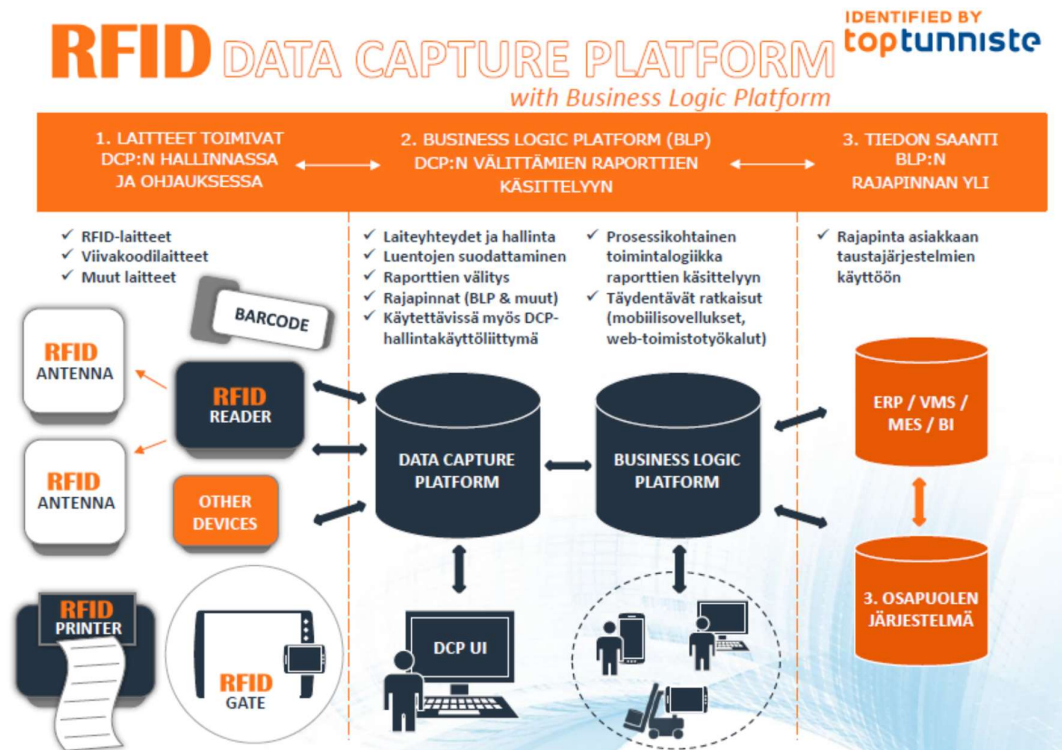 RFID DATA CAPTURE PLATFORM
with Business Logic Platform
IDENTIFIED BY
toptunniste
1. LAITTEET TOIMIVAT
DCP:N HALLINNASSA
JA OHJAUKSESSA
2. BUSINESS LOGIC PLATFORM (BLP)
DCP:N VÄLITTÄMIEN RAPORTTIEN
KÄSITTELYYN
3. TIEDON SAANTI
BLP:N
RAJAPINNAN YLI
✓ RFID-laitteet
✓ Viivakoodilaitteet
✓ Muut laitteet
✓ Laiteyhteydet ja hallinta
✓ Luentojen suodattaminen
✓ Raporttien välitys
✓ Rajapinnat (BLP & muut)
✓ Käytettävissä myös DCP-
hallintakäyttöliittymä
✓ Prosessikohtainen
toimintalogiikka
raporttien käsittelyyn
✓ Täydentävät ratkaisut
(mobiilisovellukset,
web-toimistotyökalut)
✓ Rajapinta asiakkaan
taustajärjestelmien
käyttöön
BARCODE
RFID
ANTENNA
RFID
READER
RFID
ANTENNA
OTHER
DEVICES
RFID
PRINTER
RFID
GATE
DATA CAPTURE
PLATFORM
BUSINESS LOGIC
PLATFORM
DCP UI
ERP / VMS /
MES / BI
3. OSAPUOLEN
JÄRJESTELMÄ